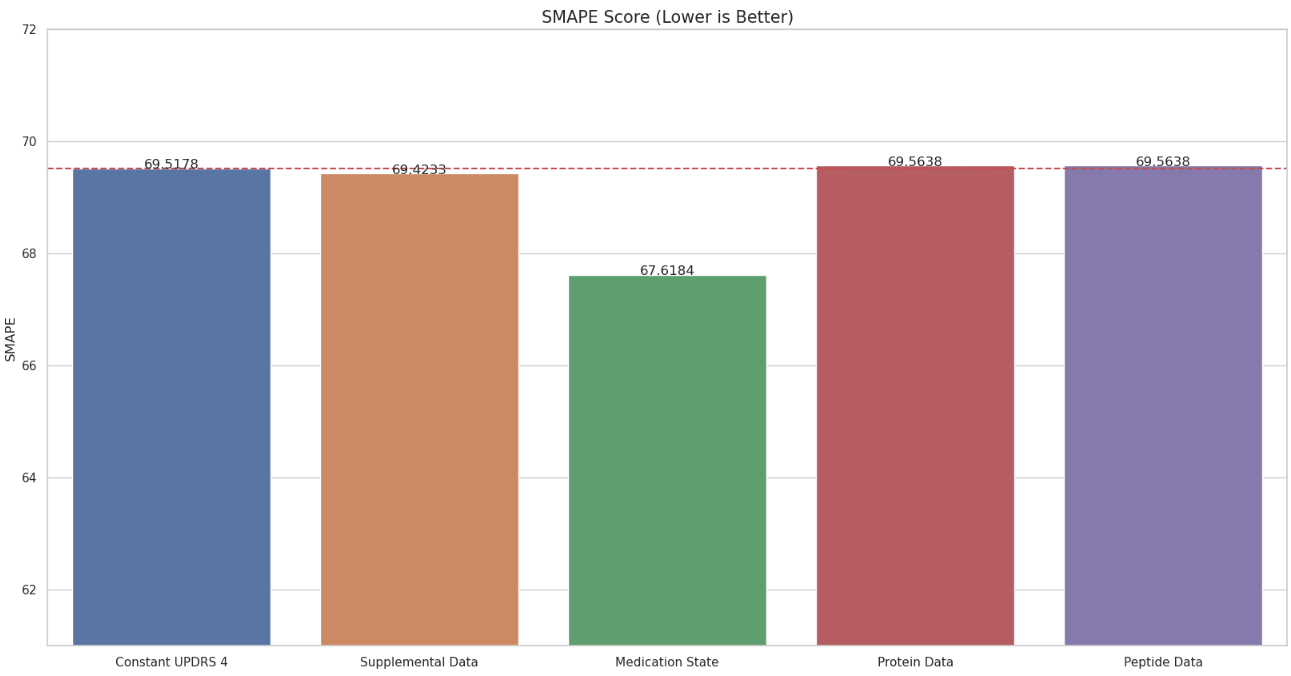 SMAPE Score (Lower is Better)
72
70
68
66
64
62
SMAPE
69.5178
69.4233
67.6184
69.5638
69.5638
Constant UPDRS 4
Supplemental Data
Medication State
Protein Data
Peptide Data